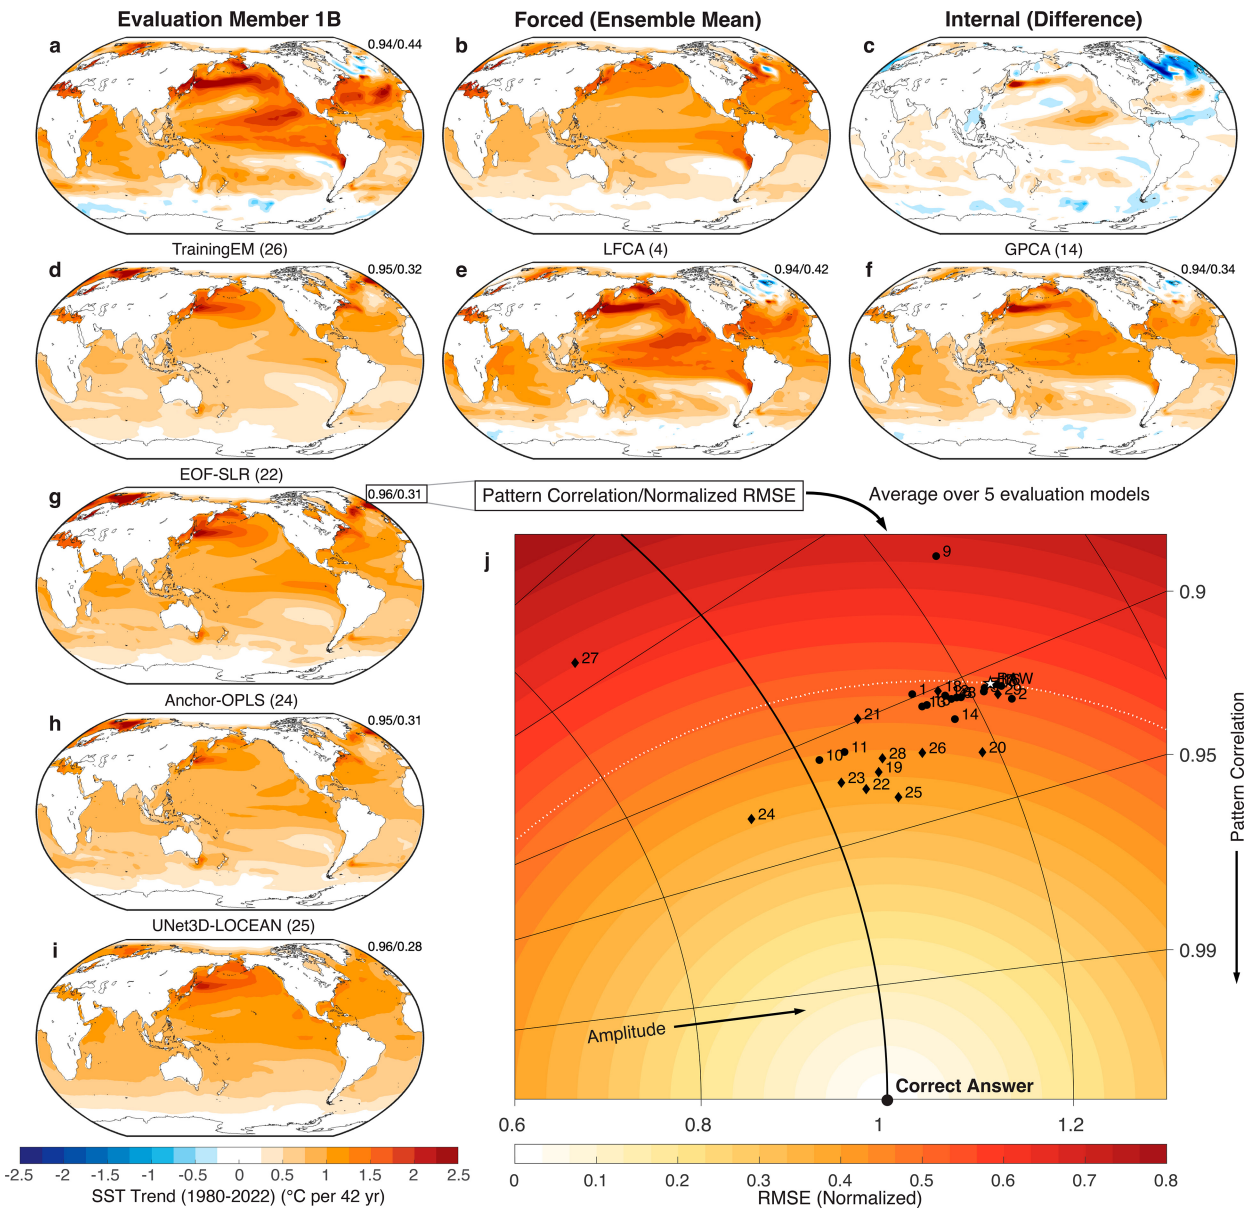 Evaluation Member 1B
Forced (Ensemble Mean)
Internal (Difference)
a
0.94/0.44
b
c
TrainingEM (26)
LFCA (4)
GPCA (14)
d
0.95/0.32
e
0.94/0.42
f
0.94/0.34
EOF-SLR (22)
g
0.96/0.31
Pattern Correlation/Normalized RMSE
Average over 5 evaluation models
Anchor-OPLS (24)
h
0.95/0.31
UNet3D-LOCEAN (25)
i
0.96/0.28
-2.5 -2 -1.5 -1 -0.5 0 0.5 1 1.5 2 2.5
SST Trend (1980-2022) (°C per 42 yr)
j
9
27
1
29
2
21
14
10
11
28
26
20
19
23
22
25
24
0.9
0.95
0.99
Pattern Correlation
Amplitude
Correct Answer
0.6 0.8 1 1.2
0 0.1 0.2 0.3 0.4 0.5 0.6 0.7 0.8
RMSE (Normalized)